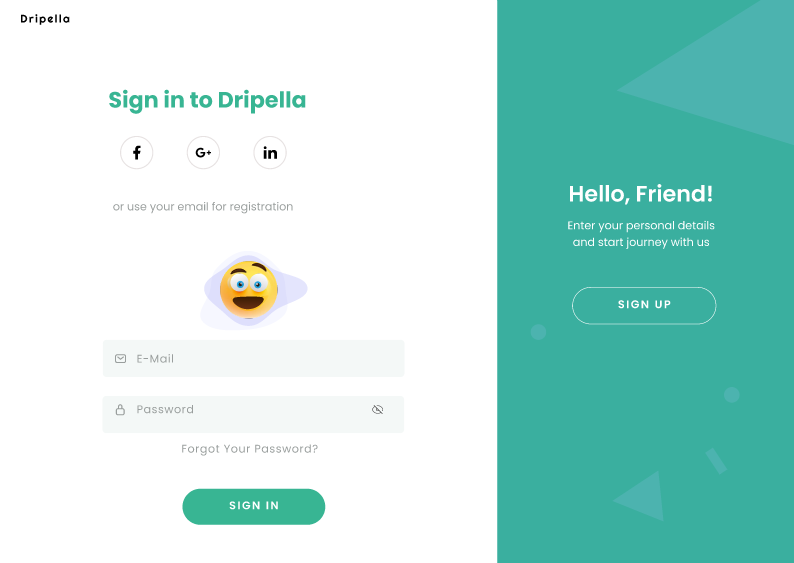 Dripella
Sign in to Dripella
f
G+
in
or use your email for registration
E-Mail
Password
Forgot Your Password?
SIGN IN
Hello, Friend!
Enter your personal details
and start journey with us
SIGN UP